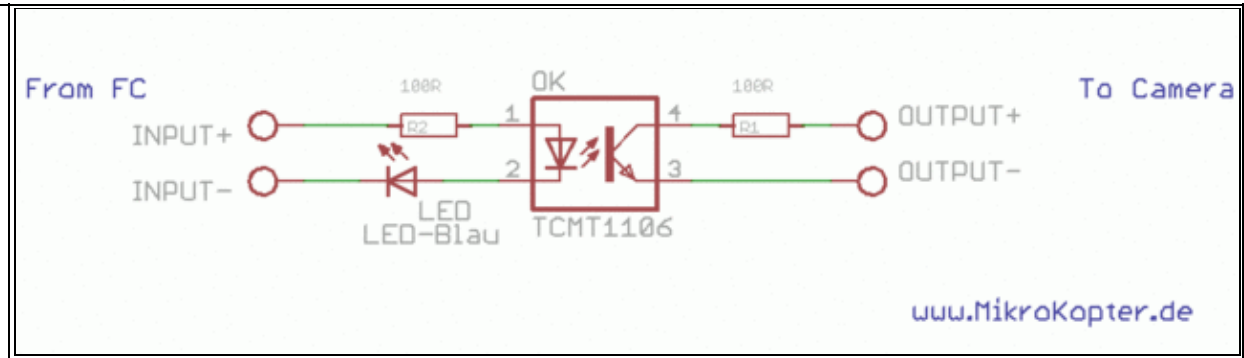 From FC
To Camera
100R
OK
100R
INPUT+
R2
1
4
R1
OUTPUT+
INPUT-
2
3
OUTPUT-
LED
LED-Blau
TCMT1106
www.MikroKopter.de